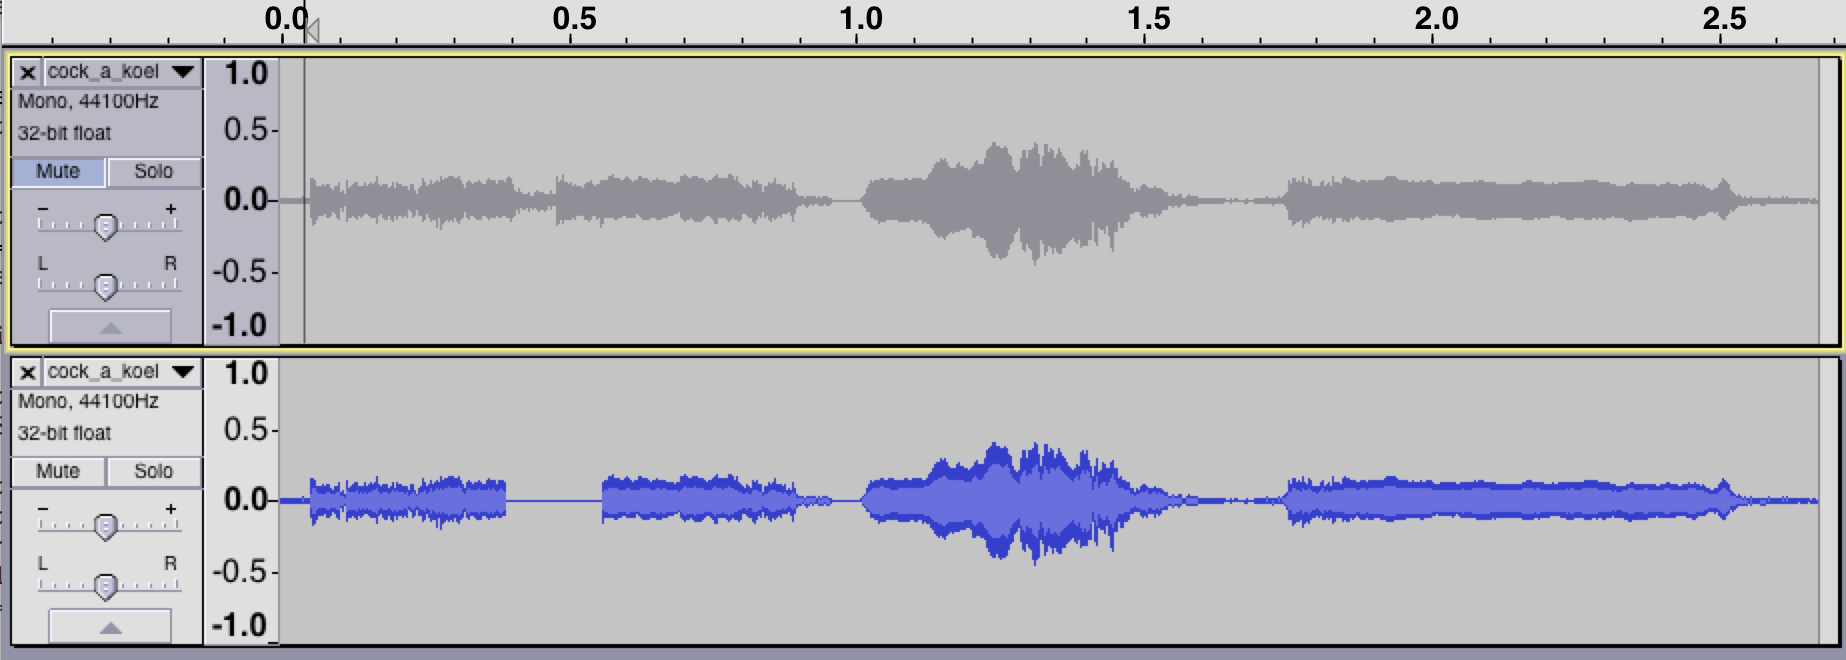 0.0 0.5 1.0 1.5 2.0 2.5
× cock_a_koel ▼
Mono, 44100Hz
32-bit float
Mute Solo
- +
L R
1.0
0.5-
0.0-
-0.5-
-1.0
× cock_a_koel ▼
Mono, 44100Hz
32-bit float
Mute Solo
- +
L R
1.0
0.5-
0.0-
-0.5-
-1.0